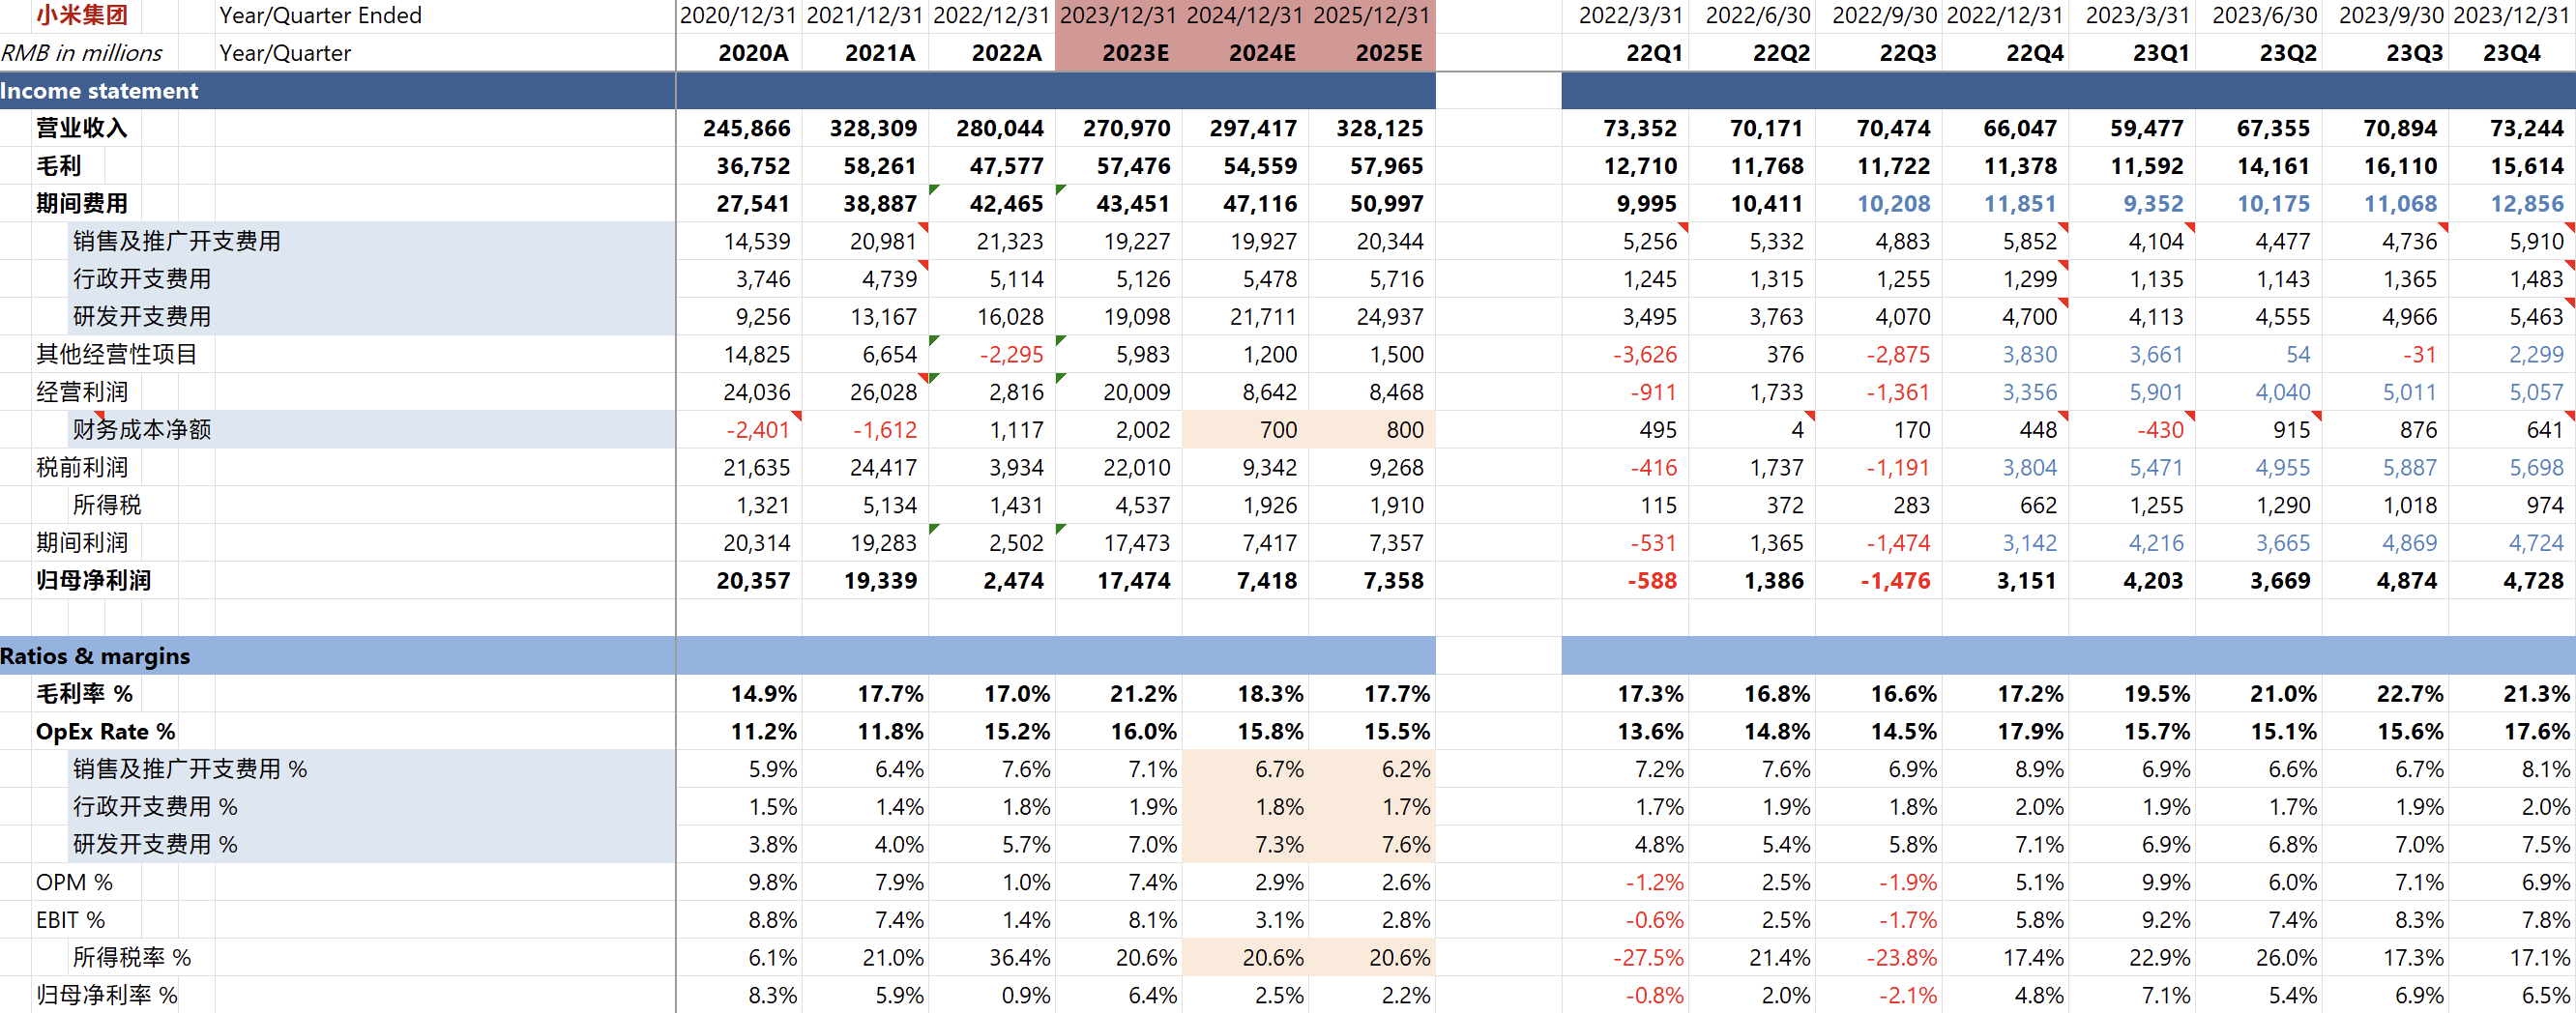 小米集团 Year/Quarter Ended 2020/12/31 2021/12/31 2022/12/31 2023/12/31 2024/12/31 2025/12/31 2022/3/31 2022/6/30 2022/9/30 2022/12/31 2023/3/31 2023/6/30 2023/9/30 2023/12/31
RMB in millions Year/Quarter 2020A 2021A 2022A 2023E 2024E 2025E 22Q1 22Q2 22Q3 22Q4 23Q1 23Q2 23Q3 23Q4
Income statement
营业收入 245,866 328,309 280,044 270,970 297,417 328,125 73,352 70,171 70,474 66,047 59,477 67,355 70,894 73,244
毛利 36,752 58,261 47,577 57,476 54,559 57,965 12,710 11,768 11,722 11,378 11,592 14,161 16,110 15,614
期间费用 27,541 38,887 42,465 43,451 47,116 50,997 9,995 10,411 10,208 11,851 9,352 10,175 11,068 12,856
销售及推广开支费用 14,539 20,981 21,323 19,227 19,927 20,344 5,256 5,332 4,883 5,852 4,104 4,477 4,736 5,910
行政开支费用 3,746 4,739 5,114 5,126 5,478 5,716 1,245 1,315 1,255 1,299 1,135 1,143 1,365 1,483
研发开支费用 9,256 13,167 16,028 19,098 21,711 24,937 3,495 3,763 4,070 4,700 4,113 4,555 4,966 5,463
其他经营性项目 14,825 6,654 -2,295 5,983 1,200 1,500 -3,626 376 -2,875 3,830 3,661 54 -31 2,299
经营利润 24,036 26,028 2,816 20,009 8,642 8,468 -911 1,733 -1,361 3,356 5,901 4,040 5,011 5,057
财务成本净额 -2,401 -1,612 1,117 2,002 700 800 495 4 170 448 -430 915 876 641
税前利润 21,635 24,417 3,934 22,010 9,342 9,268 -416 1,737 -1,191 3,804 5,471 4,955 5,887 5,698
所得税 1,321 5,134 1,431 4,537 1,926 1,910 115 372 283 662 1,255 1,290 1,018 974
期间利润 20,314 19,283 2,502 17,473 7,417 7,357 -531 1,365 -1,474 3,142 4,216 3,665 4,869 4,724
归母净利润 20,357 19,339 2,474 17,474 7,418 7,358 -588 1,386 -1,476 3,151 4,203 3,669 4,874 4,728
Ratios & margins
毛利率 % 14.9% 17.7% 17.0% 21.2% 18.3% 17.7% 17.3% 16.8% 16.6% 17.2% 19.5% 21.0% 22.7% 21.3%
OpEx Rate % 11.2% 11.8% 15.2% 16.0% 15.8% 15.5% 13.6% 14.8% 14.5% 17.9% 15.7% 15.1% 15.6% 17.6%
销售及推广开支费用 % 5.9% 6.4% 7.6% 7.1% 6.7% 6.2% 7.2% 7.6% 6.9% 8.9% 6.9% 6.6% 6.7% 8.1%
行政开支费用 % 1.5% 1.4% 1.8% 1.9% 1.8% 1.7% 1.7% 1.9% 1.8% 2.0% 1.9% 1.7% 1.9% 2.0%
研发开支费用 % 3.8% 4.0% 5.7% 7.0% 7.3% 7.6% 4.8% 5.4% 5.8% 7.1% 6.9% 6.8% 7.0% 7.5%
OPM % 9.8% 7.9% 1.0% 7.4% 2.9% 2.6% -1.2% 2.5% -1.9% 5.1% 9.9% 6.0% 7.1% 6.9%
EBIT % 8.8% 7.4% 1.4% 8.1% 3.1% 2.8% -0.6% 2.5% -1.7% 5.8% 9.2% 7.4% 8.3% 7.8%
所得税率 % 6.1% 21.0% 36.4% 20.6% 20.6% 20.6% -27.5% 21.4% -23.8% 17.4% 22.9% 26.0% 17.3% 17.1%
归母净利率 % 8.3% 5.9% 0.9% 6.4% 2.5% 2.2% -0.8% 2.0% -2.1% 4.8% 7.1% 5.4% 6.9% 6.5%